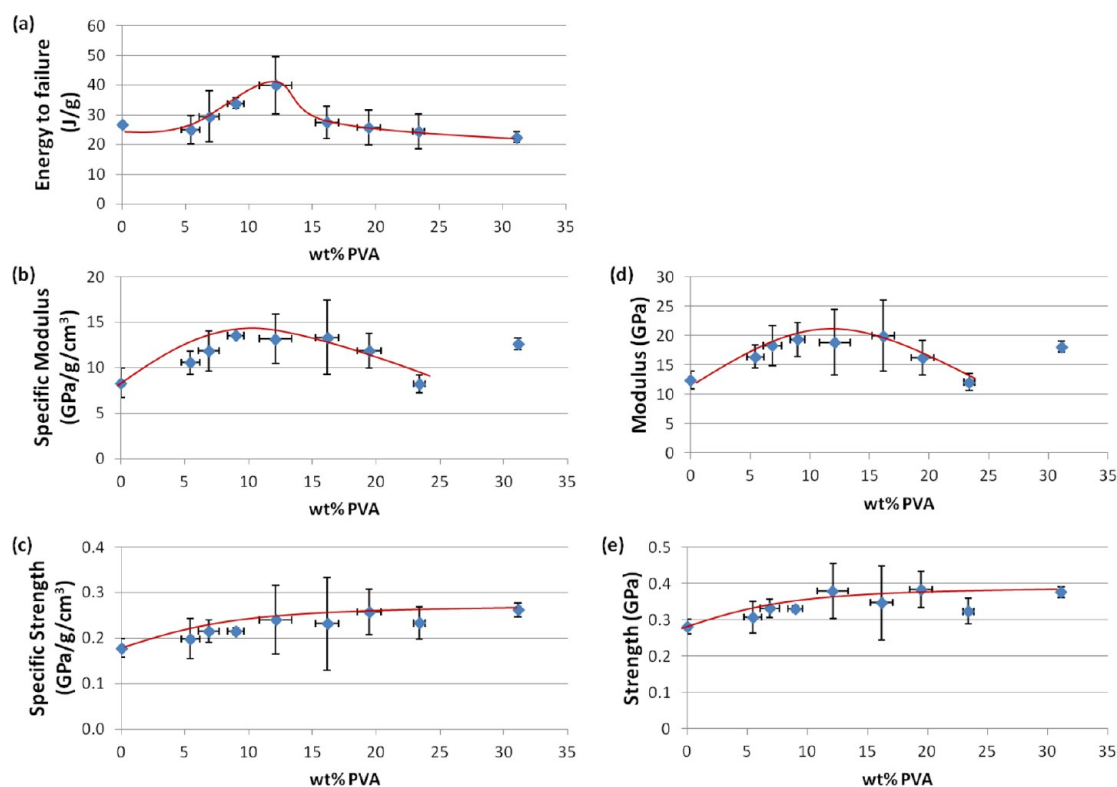 (a)
Energy to failure
(J/g)
60
50
40
30
20
10
0
0 5 10 15 20 25 30 35
wt% PVA
(b)
Specific Modulus
(GPa/g/cm³)
20
15
10
5
0
0 5 10 15 20 25 30 35
wt% PVA
(d)
Modulus (GPa)
30
25
20
15
10
5
0
0 5 10 15 20 25 30 35
wt% PVA
(c)
Specific Strength
(GPa/g/cm³)
0.4
0.3
0.2
0.1
0.0
0 5 10 15 20 25 30 35
wt% PVA
(e)
Strength (GPa)
0.5
0.4
0.3
0.2
0.1
0
0 5 10 15 20 25 30 35
wt% PVA